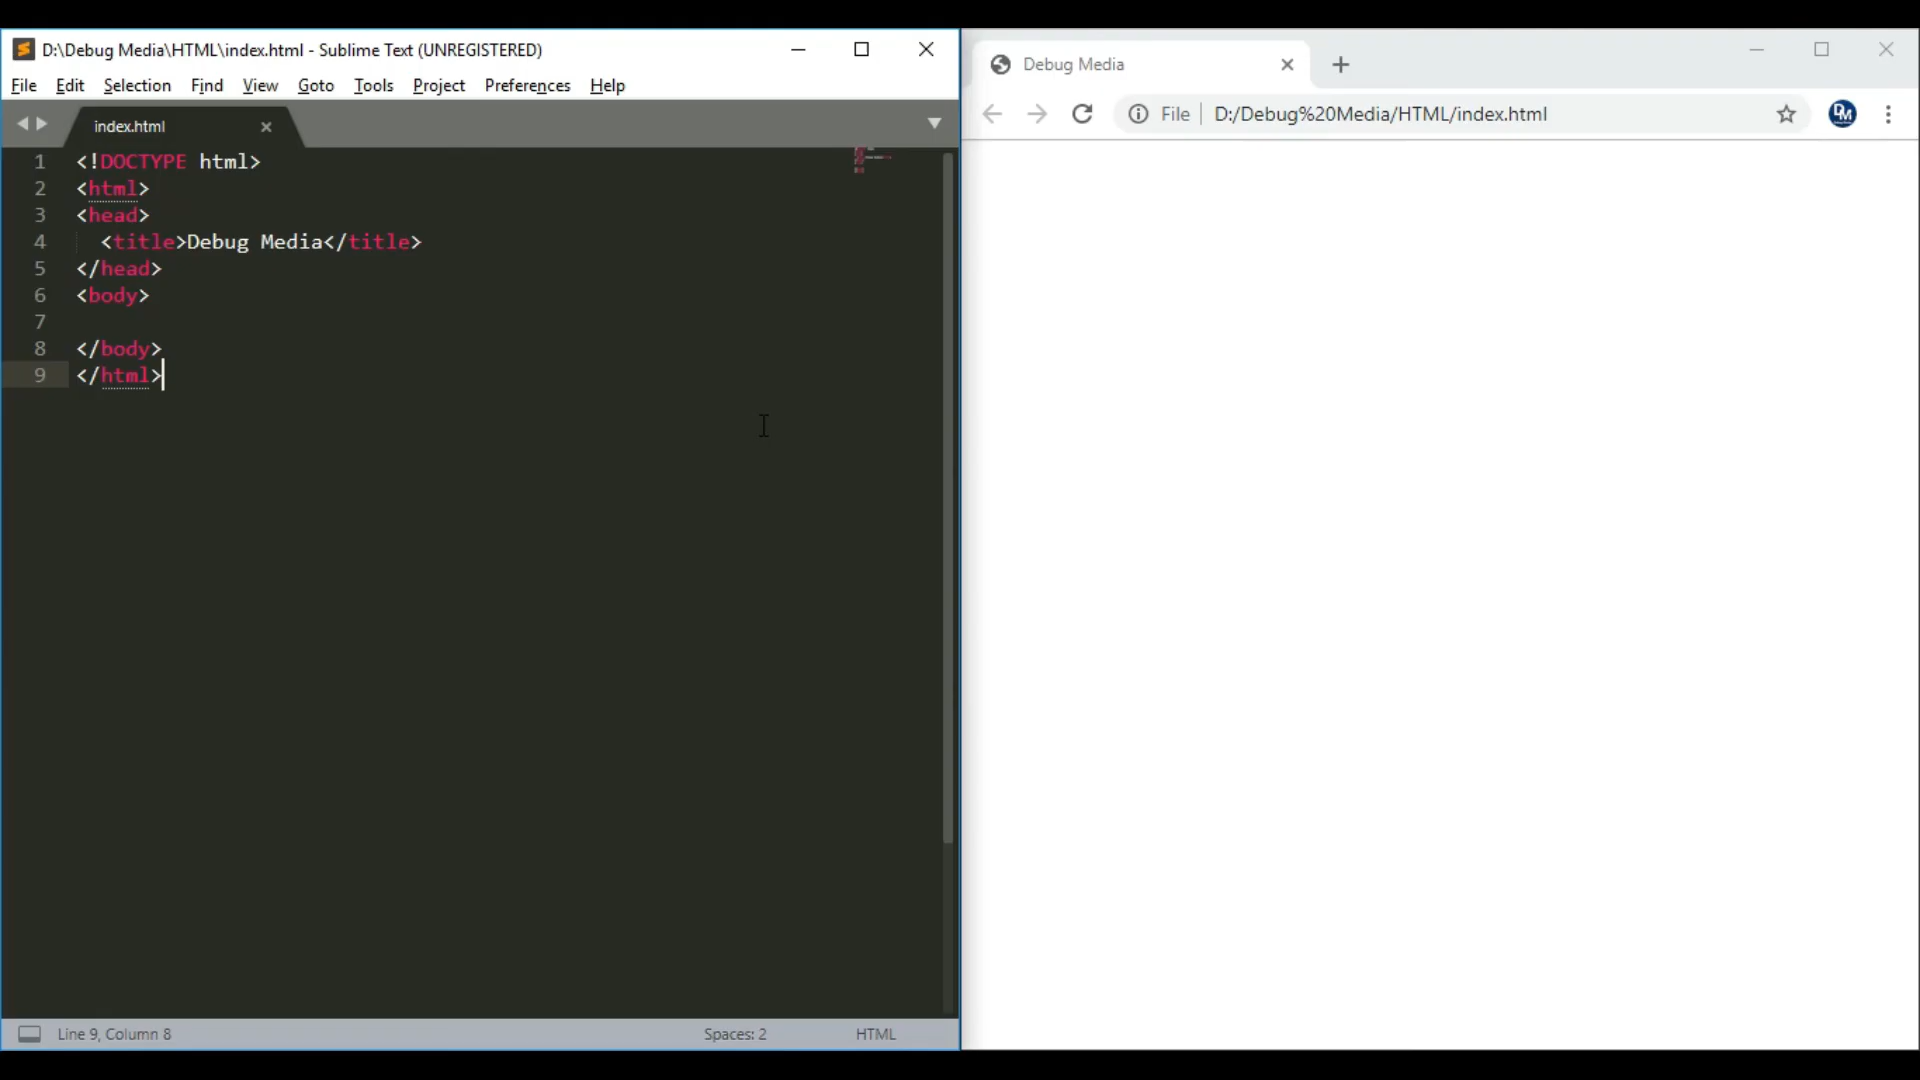 D:\Debug Media\HTML\index.html - Sublime Text (UNREGISTERED)
File Edit Selection Find View Goto Tools Project Preferences Help
index.html
1 <!DOCTYPE html>
2 <html>
3 <head>
4 <title>Debug Media</title>
5 </head>
6 <body>
7
8 </body>
9 </html>
Line 9, Column 8 Spaces: 2 HTML
Debug Media
File D:/Debug%20Media/HTML/index.html
DM